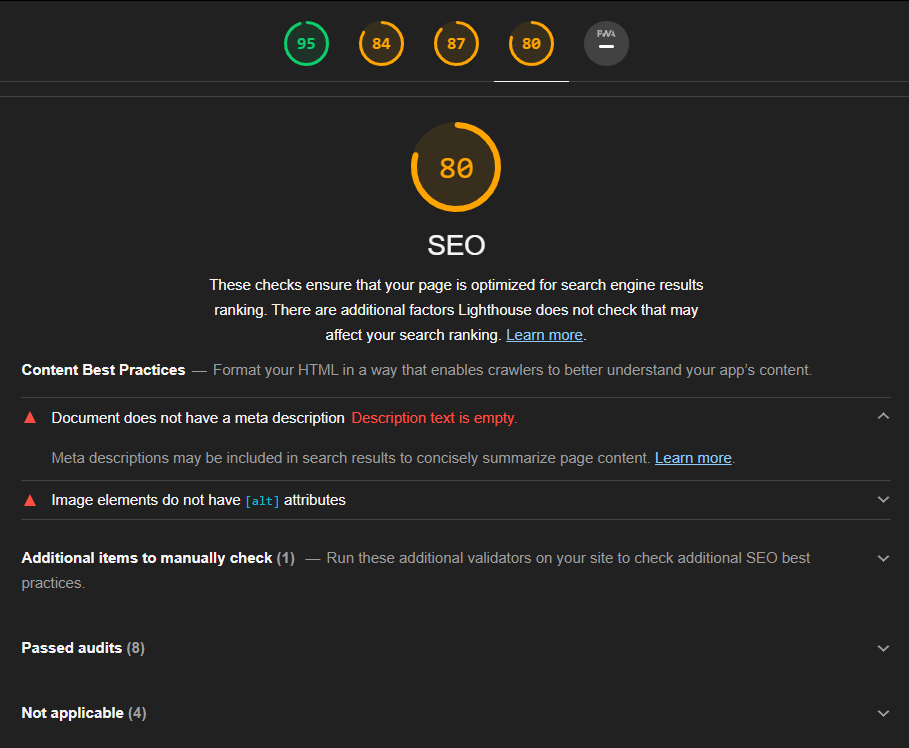 95 84 87 80 PWA
80
SEO
These checks ensure that your page is optimized for search engine results
ranking. There are additional factors Lighthouse does not check that may
affect your search ranking. Learn more.
Content Best Practices — Format your HTML in a way that enables crawlers to better understand your app’s content.
Document does not have a meta description Description text is empty.
Meta descriptions may be included in search results to concisely summarize page content. Learn more.
Image elements do not have [alt] attributes
Additional items to manually check (1) — Run these additional validators on your site to check additional SEO best
practices.
Passed audits (8)
Not applicable (4)